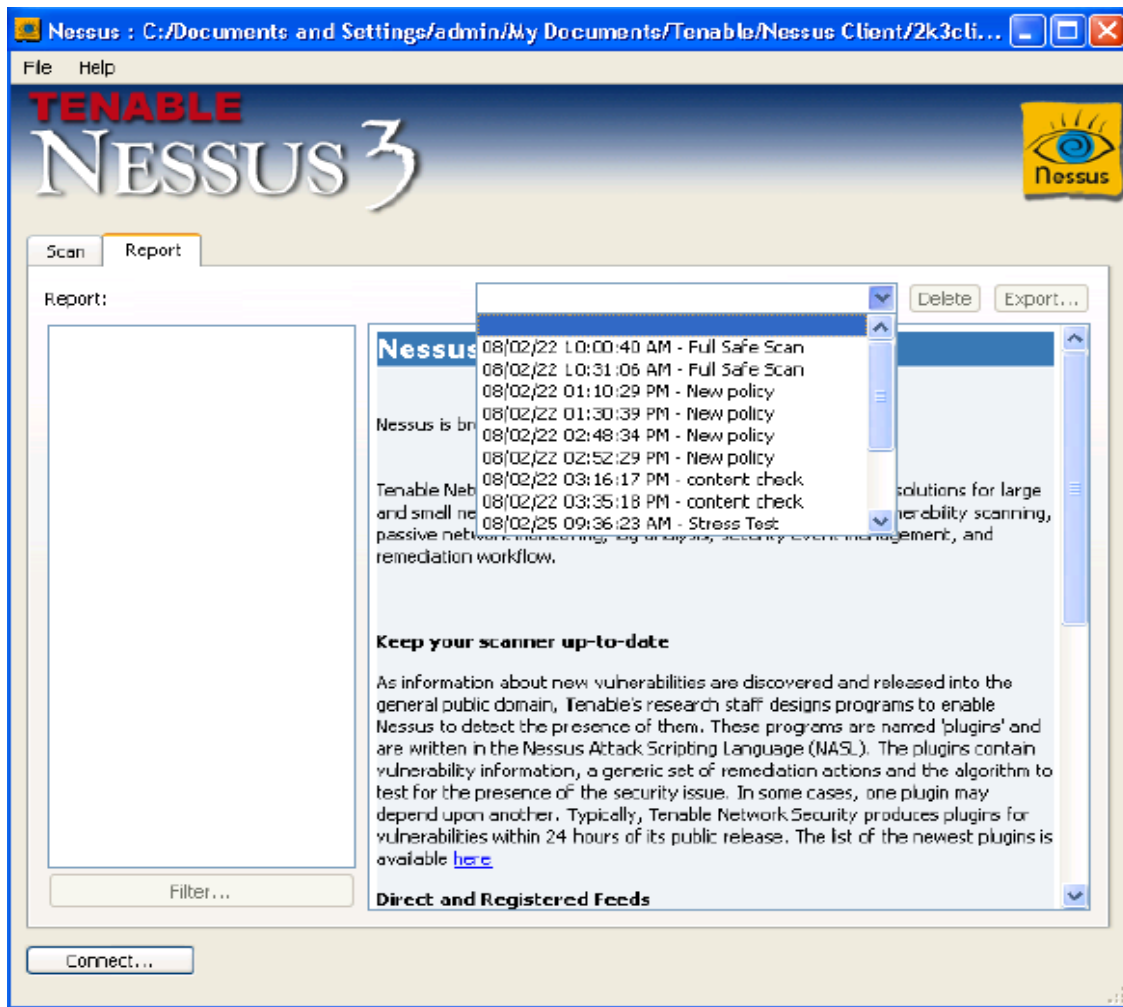 Nessus : C:/Documents and Settings/admin/My Documents/Tenable/Nessus Client/2k3cli...
File Help
TENABLE
NESSUS 3
Nessus
Scan Report
Report:
Delete Export...
08/02/22 10:00:40 AM - Full Safe Scan
08/02/22 10:31:06 AM - Full Safe Scan
08/02/22 01:10:29 PM - New policy
08/02/22 01:30:39 PM - New policy
08/02/22 02:48:34 PM - New policy
08/02/22 02:52:29 PM - New policy
08/02/22 03:16:17 PM - content check
08/02/22 03:35:18 PM - content check
08/02/25 09:36:23 AM - Stress Test
Nessus
Nessus is br
Tenable Net solutions for large
and small ne nerability scanning,
passive network monitoring, log analysis, security event management, and
remediation workflow.
Keep your scanner up-to-date
As information about new vulnerabilities are discovered and released into the
general public domain, Tenable's research staff designs programs to enable
Nessus to detect the presence of them. These programs are named 'plugins' and
are written in the Nessus Attack Scripting Language (NASL). The plugins contain
vulnerability information, a generic set of remediation actions and the algorithm to
test for the presence of the security issue. In some cases, one plugin may
depend upon another. Typically, Tenable Network Security produces plugins for
vulnerabilities within 24 hours of its public release. The list of the newest plugins is
available here
Direct and Registered Feeds
Filter...
Connect...